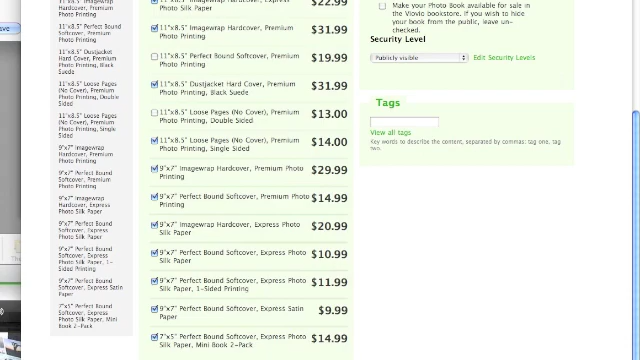 ave
11"x8.5" Imagewrap
Hardcover, Premium
Photo Printing
11"x8.5" Perfect Bound
Softcover, Premium
Photo Printing
11"x8.5" Dustjacket
Hard Cover, Premium
Photo Printing, Black
Suede
11"x8.5" Loose Pages
(No Cover), Premium
Photo Printing, Double
Sided
11"x8.5" Loose Pages
(No Cover), Premium
Photo Printing, Single
Sided
9"x7" Imagewrap
Hardcover, Premium
Photo Printing
9"x7" Perfect Bound
Softcover, Premium
Photo Printing
9"x7" Imagewrap
Hardcover, Express
Photo Silk Paper
9"x7" Perfect Bound
Softcover, Express
Photo Silk Paper
9"x7" Perfect Bound
Softcover, Express
Photo Silk Paper, 1-
Sided Printing
9"x7" Perfect Bound
Softcover, Express Satin
Paper
7"x5" Perfect Bound
Softcover, Express
Photo Silk Paper, Mini
Book 2-Pack
11"x8.5" Imagewrap Hardcover, Express Photo
Silk Paper $22.99
11"x8.5" Imagewrap Hardcover, Premium
Photo Printing $31.99
11"x8.5" Perfect Bound Softcover, Premium
Photo Printing $19.99
11"x8.5" Dustjacket Hard Cover, Premium
Photo Printing, Black Suede $31.99
11"x8.5" Loose Pages (No Cover), Premium
Photo Printing, Double Sided $13.00
11"x8.5" Loose Pages (No Cover), Premium
Photo Printing, Single Sided $14.00
9"x7" Imagewrap Hardcover, Premium Photo
Printing $29.99
9"x7" Perfect Bound Softcover, Premium Photo
Printing $14.99
9"x7" Imagewrap Hardcover, Express Photo
Silk Paper $20.99
9"x7" Perfect Bound Softcover, Express Photo
Silk Paper $10.99
9"x7" Perfect Bound Softcover, Express Photo
Silk Paper, 1-Sided Printing $11.99
9"x7" Perfect Bound Softcover, Express Satin
Paper $9.99
7"x5" Perfect Bound Softcover, Express Photo
Silk Paper, Mini Book 2-Pack $14.99
Make your Photo Book available for sale in
the Viovio bookstore. If you wish to hide
your book from the public, leave un-
checked.
Security Level
Publicly visible Edit Security Levels
Tags
View all tags
Key words to describe the content, separated by commas: tag one, tag
two.